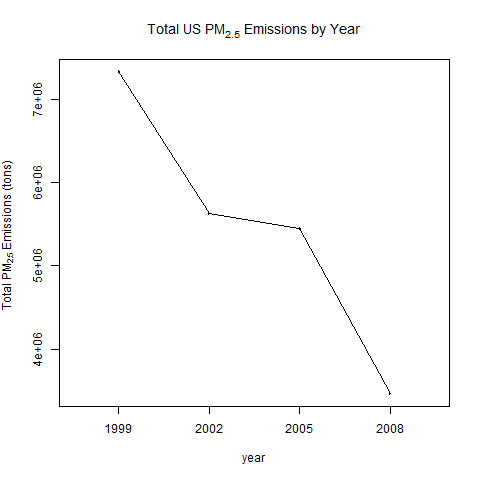 Total US PM2.5 Emissions by Year
Total PM2.5 Emissions (tons)
7e+06
6e+06
5e+06
4e+06
1999 2002 2005 2008
year